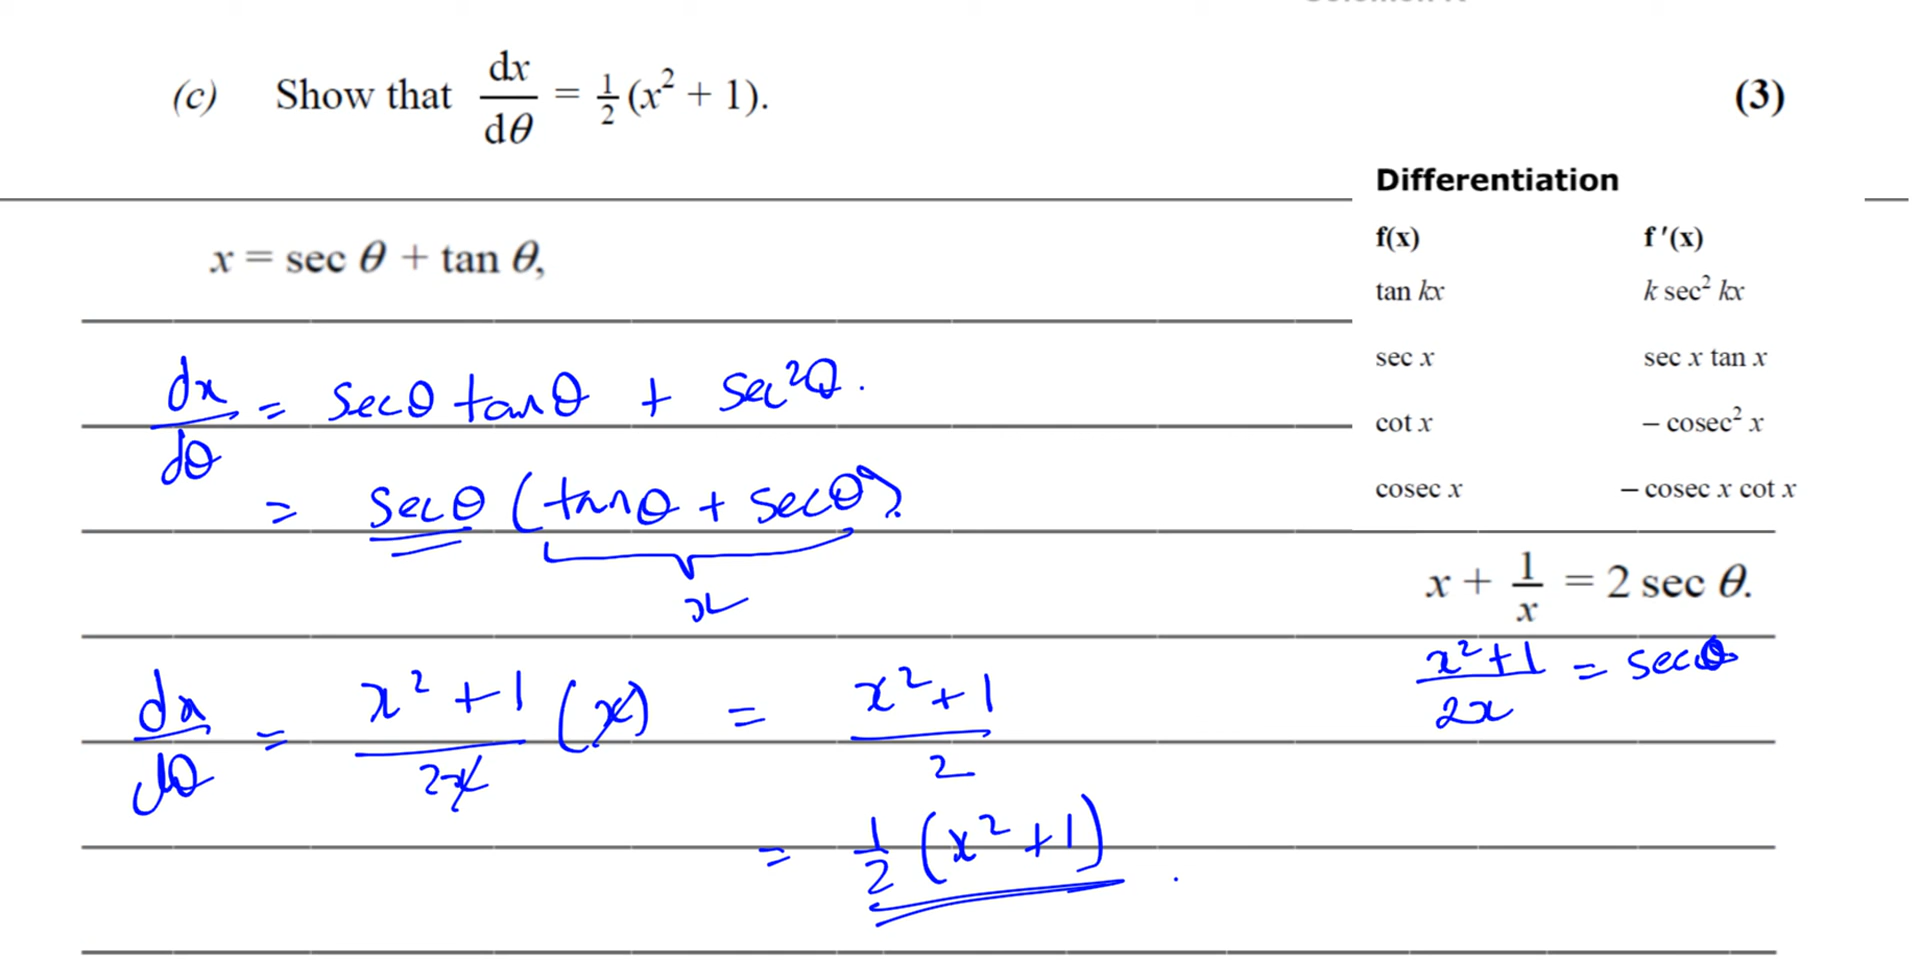 (c) Show that dx/dθ = ½(x² + 1). (3)
Differentiation
f(x) f′(x)
tan kx k sec² kx
sec x sec x tan x
cot x – cosec² x
cosec x – cosec x cot x
x = sec θ + tan θ,
dx/dθ = secθ tanθ + sec²θ.
= secθ (tanθ + secθ).
x
x + 1/x = 2 sec θ.
(x²+1)/2x = secθ
dx/dθ = (x²+1)/2x (x) = (x²+1)/2
= ½ (x²+1).